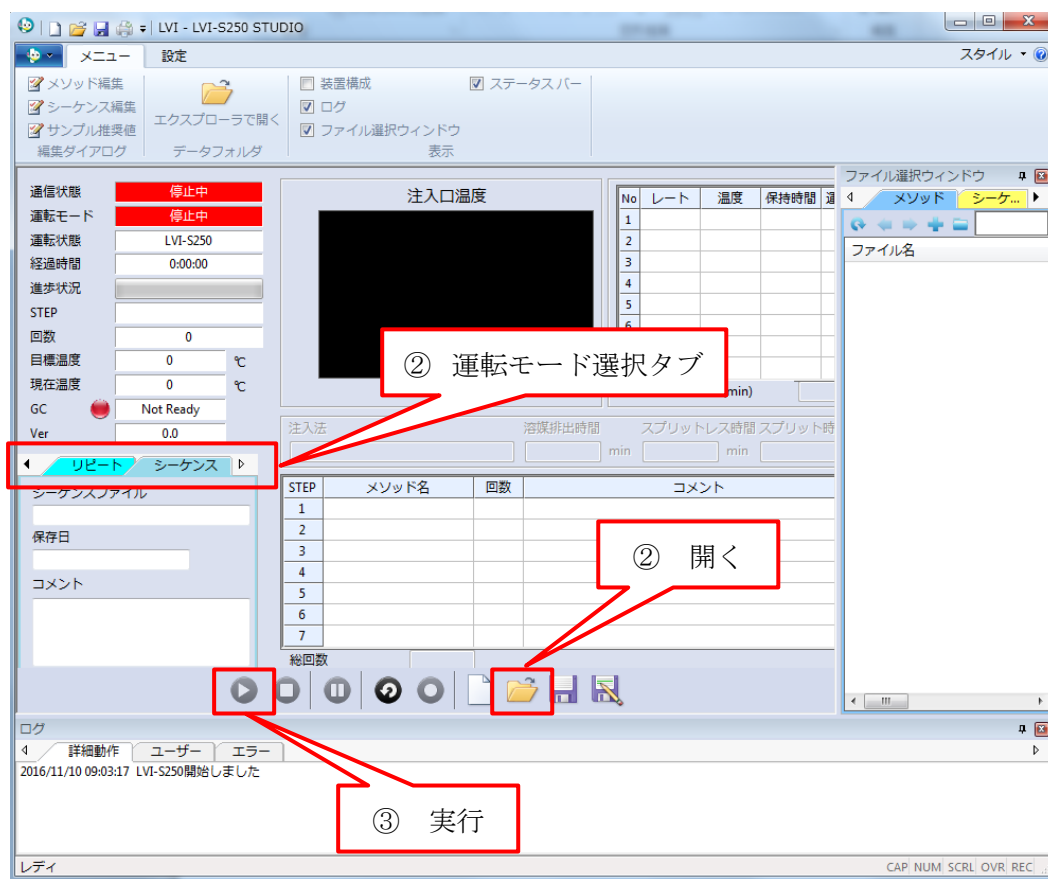 LVI - LVI-S250 STUDIO
メニュー 設定 スタイル
メソッド編集
シーケンス編集
サンプル推奨値
編集ダイアログ
エクスプローラで開く
データフォルダ
装置構成
ログ
ファイル選択ウィンドウ
ステータス バー
表示
通信状態 停止中
運転モード 停止中
運転状態 LVI-S250
経過時間 0:00:00
進歩状況
STEP
回数 0
目標温度 0 ℃
現在温度 0 ℃
GC Not Ready
Ver 0.0
注入口温度
No レート 温度 保持時間
1
2
3
4
5
6
min)
② 運転モード選択タブ
注入法 溶媒排出時間 スプリットレス時間 スプリット時
min min
リピート シーケンス
シーケンスファイル
保存日
コメント
STEP メソッド名 回数 コメント
1
2
3
4
5
6
7
総回数
② 開く
③ 実行
ファイル選択ウィンドウ
メソッド シーケ...
ファイル名
ログ
詳細動作 ユーザー エラー
2016/11/10 09:03:17 LVI-S250開始しました
レディ CAP NUM SCRL OVR REC